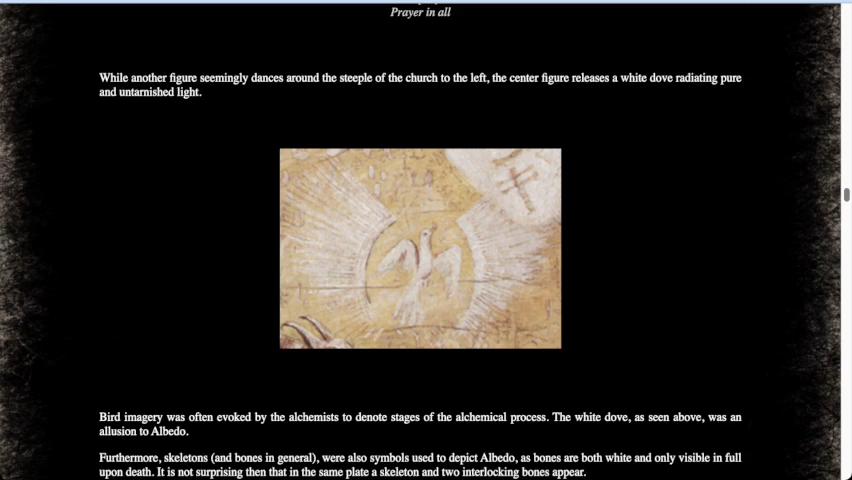 Prayer in all
While another figure seemingly dances around the steeple of the church to the left, the center figure releases a white dove radiating pure
and untarnished light.
Bird imagery was often evoked by the alchemists to denote stages of the alchemical process. The white dove, as seen above, was an
allusion to Albedo.
Furthermore, skeletons (and bones in general), were also symbols used to depict Albedo, as bones are both white and only visible in full
upon death. It is not surprising then that in the same plate a skeleton and two interlocking bones appear.